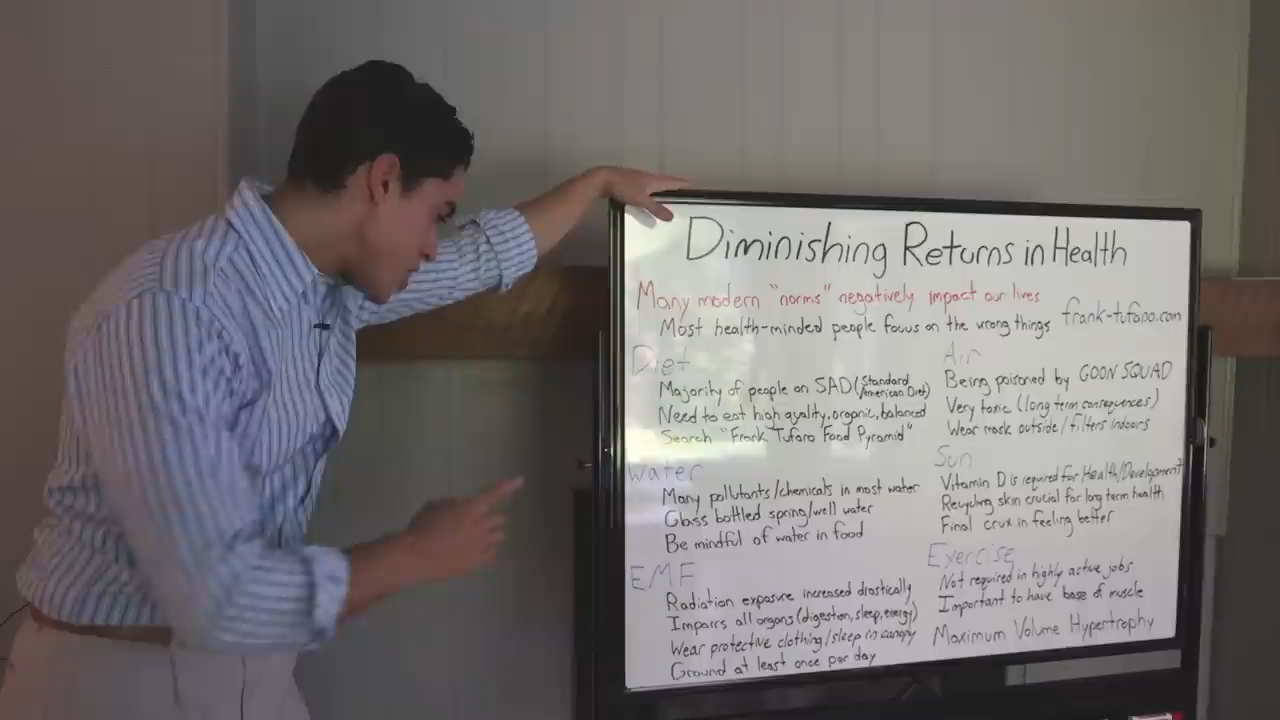 Diminishing Returns in Health
Many modern "norms" negatively impact our lives
Most health-minded people focus on the wrong things
frank-tufano.com
Diet
Majority of people on SAD (Standard American Diet)
Need to eat high quality, organic, balanced
Search "Frank Tufano Food Pyramid"
Water
Many pollutants/chemicals in most water
Glass bottled spring/well water
Be mindful of water in food
EMF
Radiation exposure increased drastically
Impairs all organs (digestion, sleep, energy)
Wear protective clothing/sleep in canopy
Ground at least once per day
Air
Being poisoned by GOON SQUAD
Very toxic (long term consequences)
Wear mask outside/filters indoors
Sun
Vitamin D is required for Health/Development
Recycling skin crucial for long term health
Final crux in feeling better
Exercise
Not required in highly active jobs
Important to have base of muscle
Maximum Volume Hypertrophy